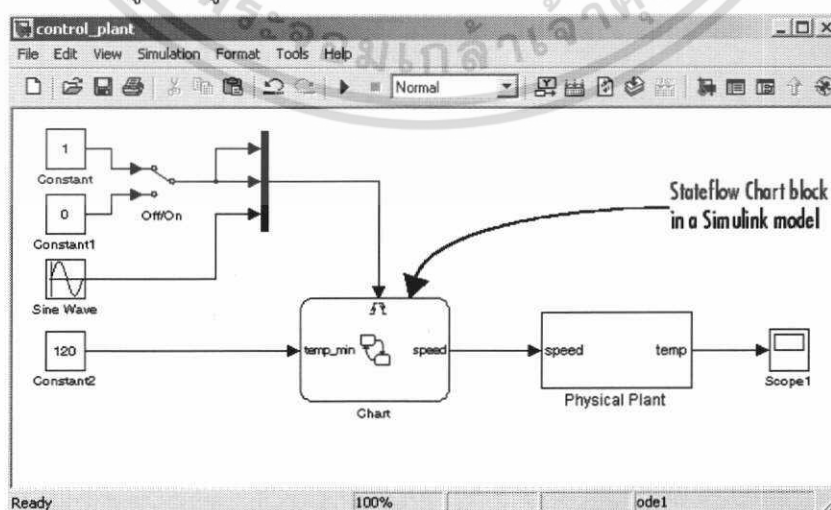 control_plant
File Edit View Simulation Format Tools Help
Normal
1
Constant
0
Constant1
Off/On
Sine Wave
120
Constant2
Stateflow Chart block
in a Simulink model
temp_min
speed
Chart
speed
temp
Physical Plant
Scope1
Ready
100%
ode1